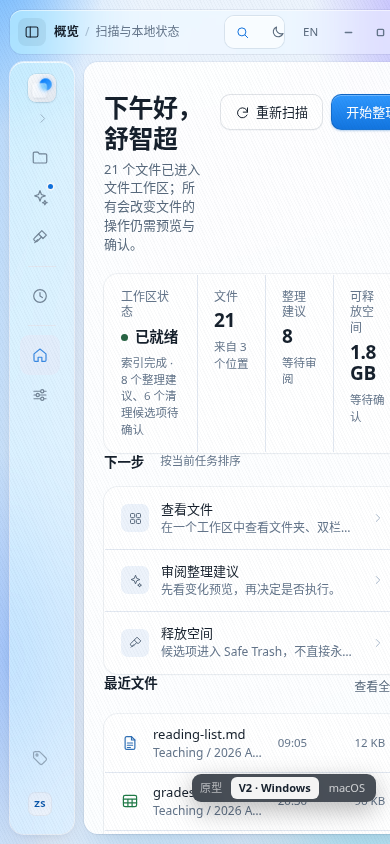 概览 / 扫描与本地状态
EN
下午好，
舒智超
重新扫描
开始整理
21 个文件已进入
文件工作区；所
有会改变文件的
操作仍需预览与
确认。
工作区状
态
已就绪
索引完成 ·
8 个整理建
议、6 个清
理候选项待
确认
文件
21
来自 3
个位置
整理
建议
8
等待审
阅
可释
放空
间
1.8
GB
等待确
认
下一步 按当前任务排序
查看文件
在一个工作区中查看文件夹、双栏...
审阅整理建议
先看变化预览，再决定是否执行。
释放空间
候选项进入 Safe Trash，不直接永...
最近文件
查看全
reading-list.md
Teaching / 2026 A...
09:05
12 KB
grades
Teaching / 2026 A...
原型
V2 · Windows
macOS
ZS